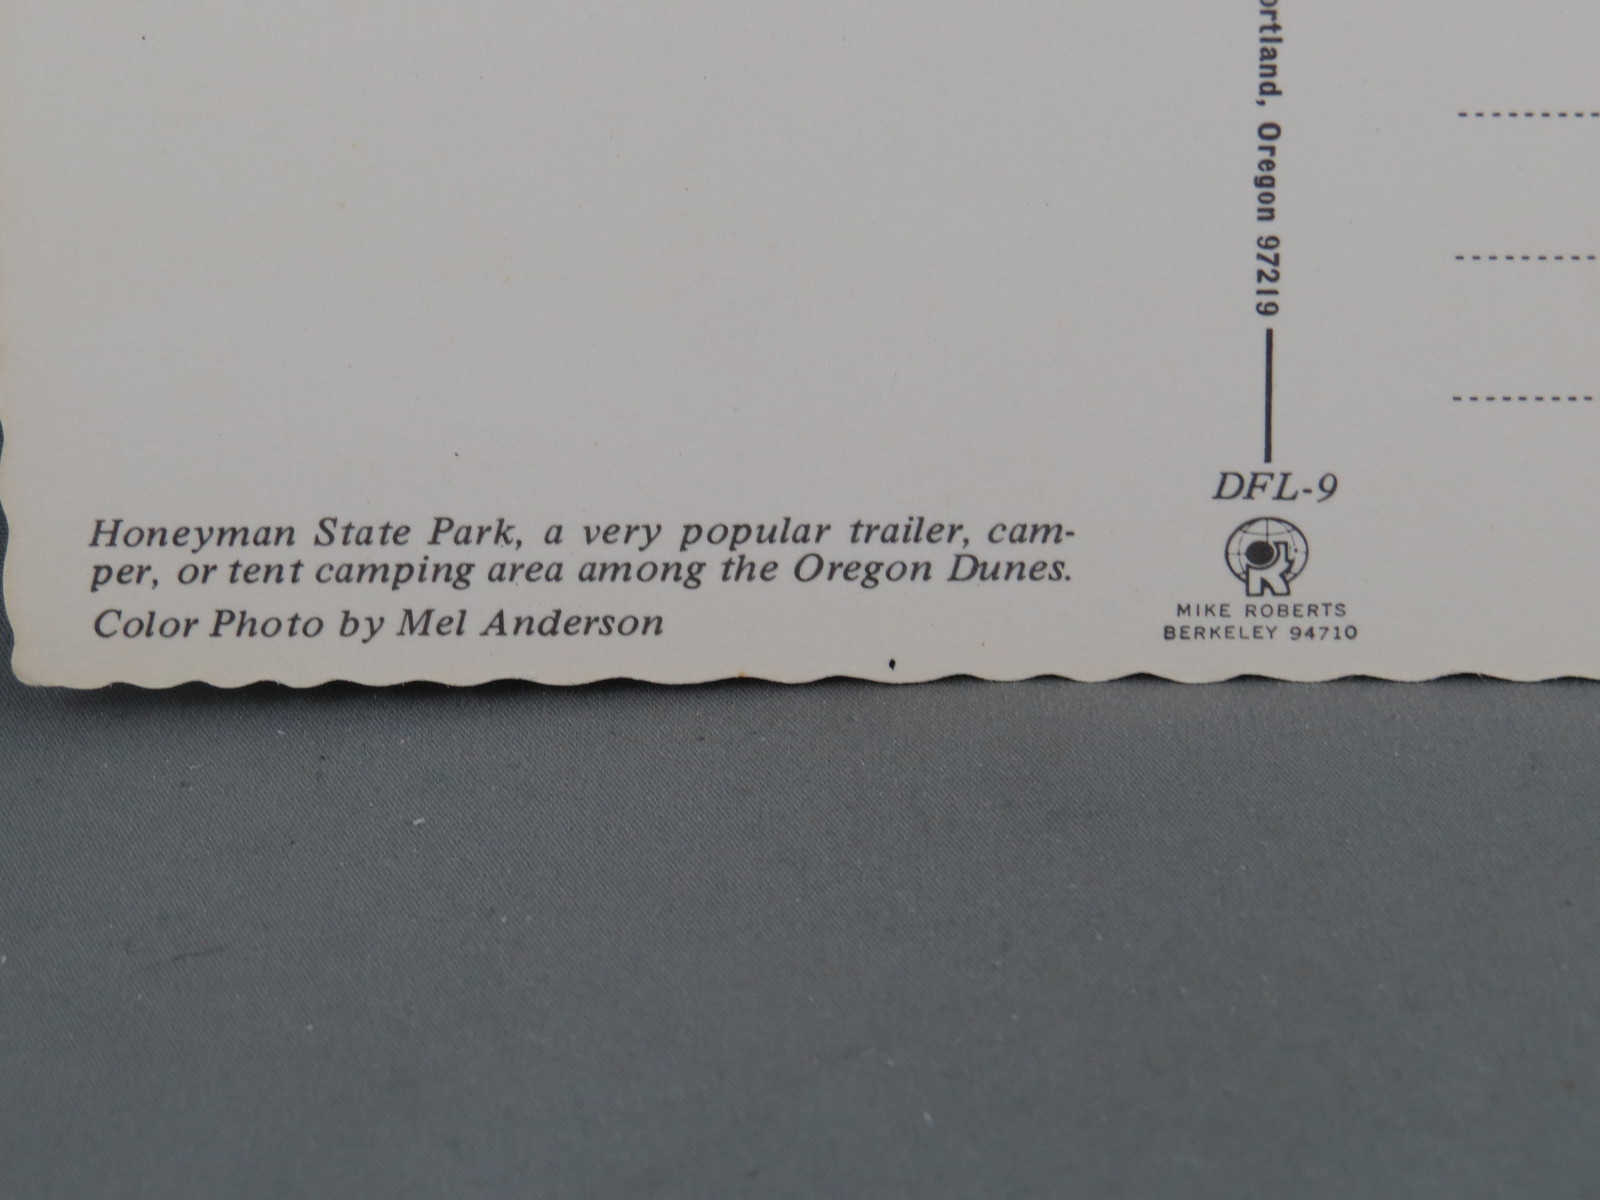 Honeyman State Park, a very popular trailer, cam-
per, or tent camping area among the Oregon Dunes.
Color Photo by Mel Anderson
Oregon 97219
DFL-9
MIKE ROBERTS
BERKELEY 94710